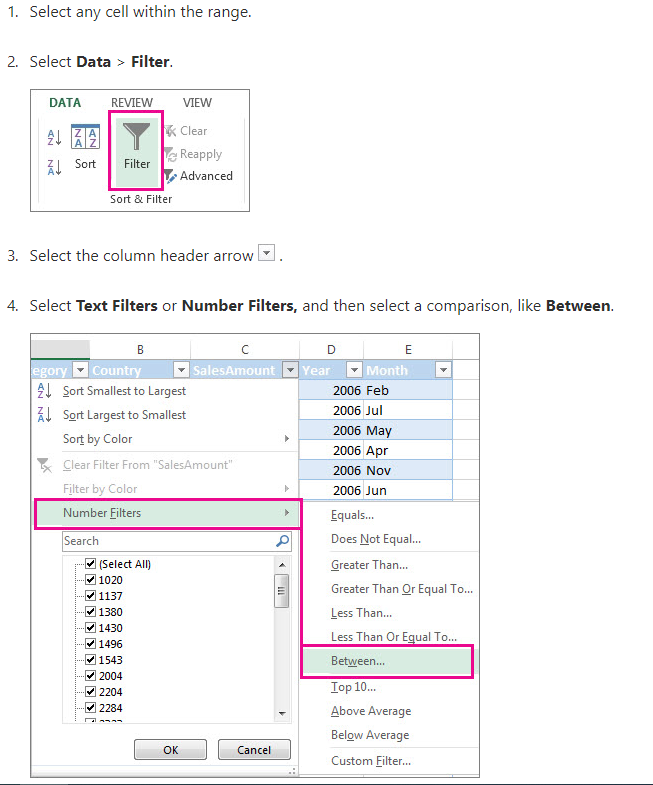 1. Select any cell within the range.
2. Select Data > Filter.
DATA REVIEW VIEW
Clear
Reapply
Sort Filter
Advanced
Sort & Filter
3. Select the column header arrow .
4. Select Text Filters or Number Filters, and then select a comparison, like Between.
B C D E
egory Country SalesAmount Year Month
Sort Smallest to Largest
2006 Feb
Sort Largest to Smallest
2006 Jul
Sort by Color
2006 May
2006 Apr
Clear Filter From "SalesAmount"
2006 Nov
Filter by Color
2006 Jun
Number Filters
Equals...
Search
Does Not Equal...
(Select All)
Greater Than...
1020
1137
Greater Than Or Equal To...
1380
Less Than...
1430
1496
Less Than Or Equal To...
1543
Between...
2004
2204
Top 10...
2284
Above Average
Below Average
OK Cancel
Custom Filter...